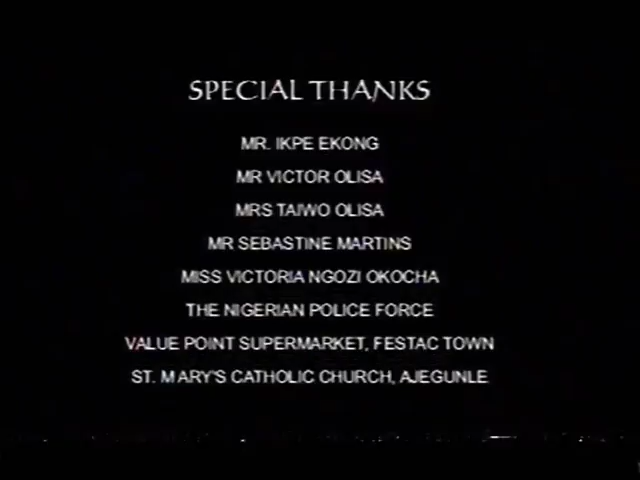 SPECIAL THANKS
MR. IKPE EKONG
MR VICTOR OLISA
MRS TAIWO OLISA
MR SEBASTINE MARTINS
MISS VICTORIA NGOZI OKOCHA
THE NIGERIAN POLICE FORCE
VALUE POINT SUPERMARKET, FESTAC TOWN
ST. MARY'S CATHOLIC CHURCH, AJEGUNLE